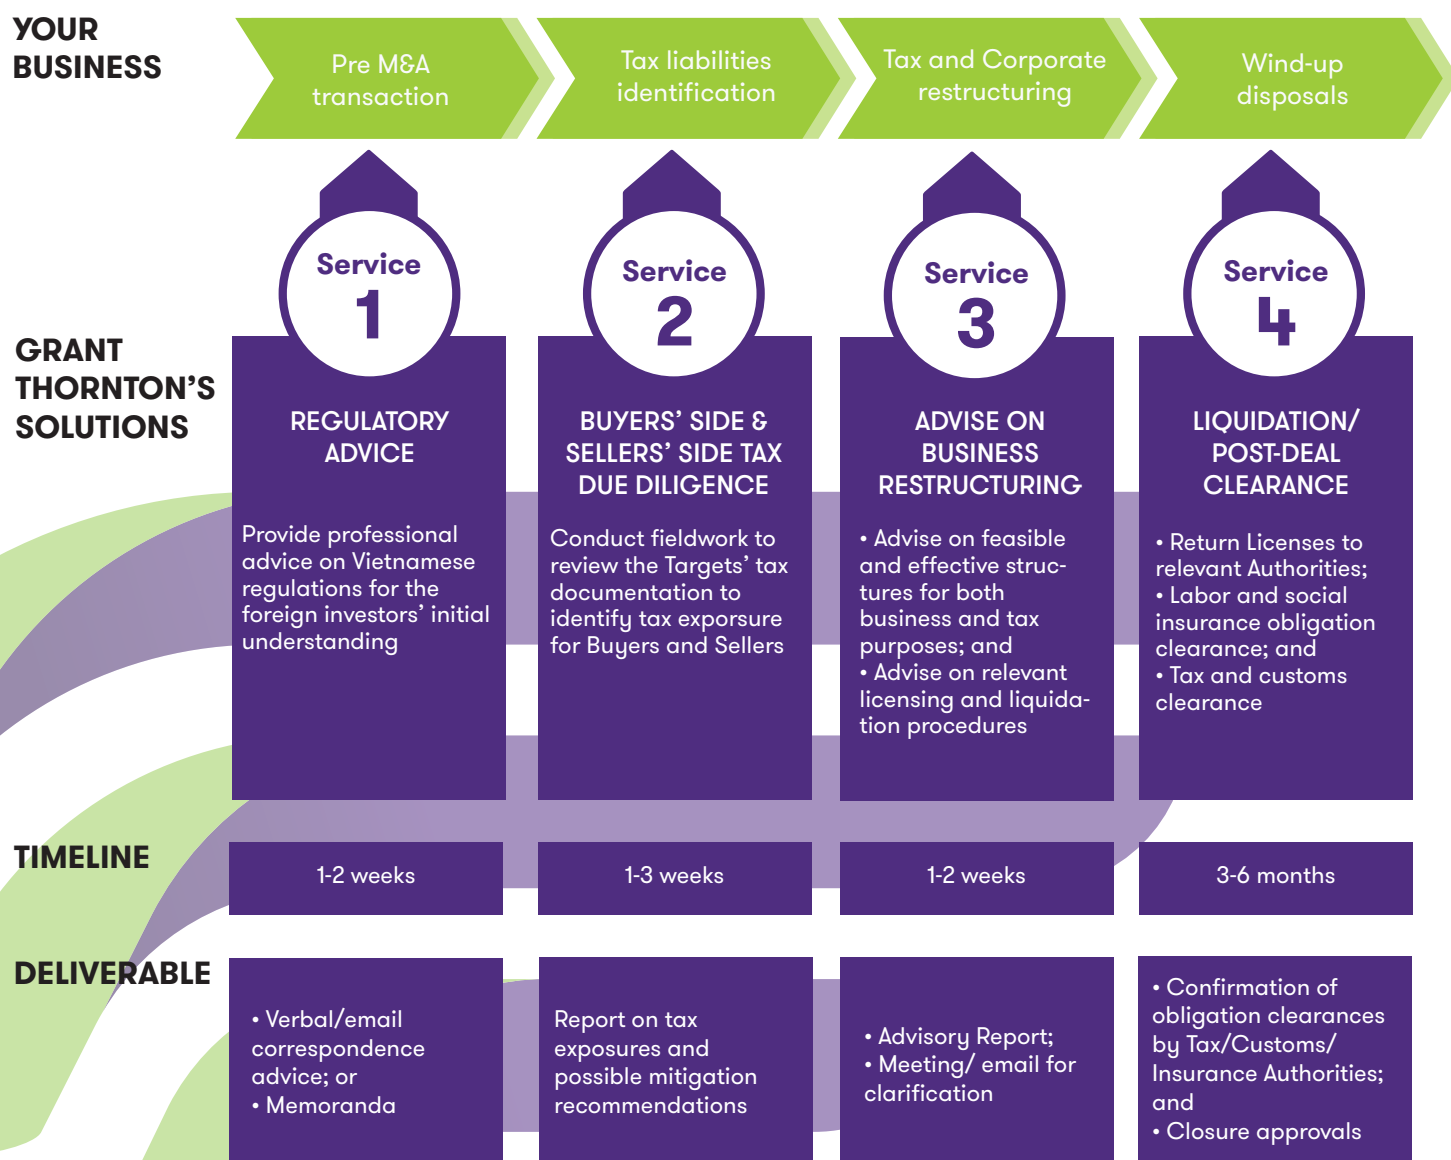 YOUR
BUSINESS
Pre M&A
transaction
Tax liabilities
identification
Tax and Corporate
restructuring
Wind-up
disposals
GRANT
THORNTON'S
SOLUTIONS
Service
1
REGULATORY
ADVICE
Provide professional
advice on Vietnamese
regulations for the
foreign investors' initial
understanding
Service
2
BUYERS' SIDE &
SELLERS' SIDE TAX
DUE DILIGENCE
Conduct fieldwork to
review the Targets' tax
documentation to
identify tax exporsure
for Buyers and Sellers
Service
3
ADVISE ON
BUSINESS
RESTRUCTURING
• Advise on feasible
and effective struc-
tures for both
business and tax
purposes; and
• Advise on relevant
licensing and liquida-
tion procedures
Service
4
LIQUIDATION/
POST-DEAL
CLEARANCE
• Return Licenses to
relevant Authorities;
• Labor and social
insurance obligation
clearance; and
• Tax and customs
clearance
TIMELINE
1-2 weeks
1-3 weeks
1-2 weeks
3-6 months
DELIVERABLE
• Verbal/email
correspondence
advice; or
• Memoranda
Report on tax
exposures and
possible mitigation
recommendations
• Advisory Report;
• Meeting/ email for
clarification
• Confirmation of
obligation clearances
by Tax/Customs/
Insurance Authorities;
and
• Closure approvals